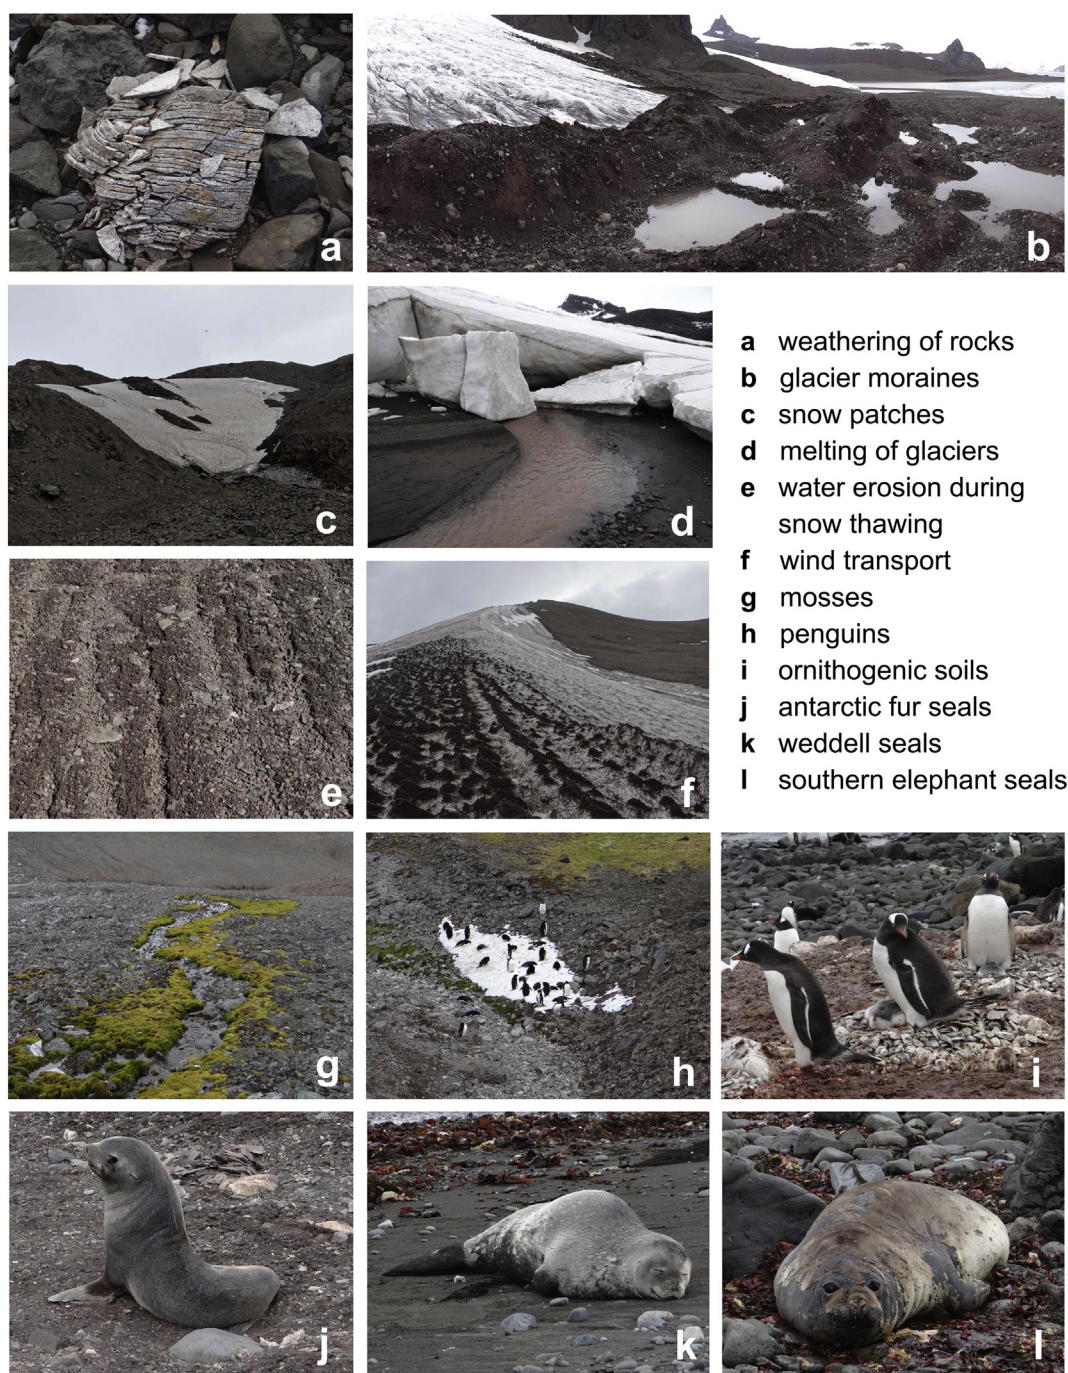 a
b
c
d
a weathering of rocks
b glacier moraines
c snow patches
d melting of glaciers
e water erosion during
snow thawing
f wind transport
g mosses
h penguins
i ornithogenic soils
j antarctic fur seals
k weddell seals
l southern elephant seals
e
f
g
h
i
j
k
l